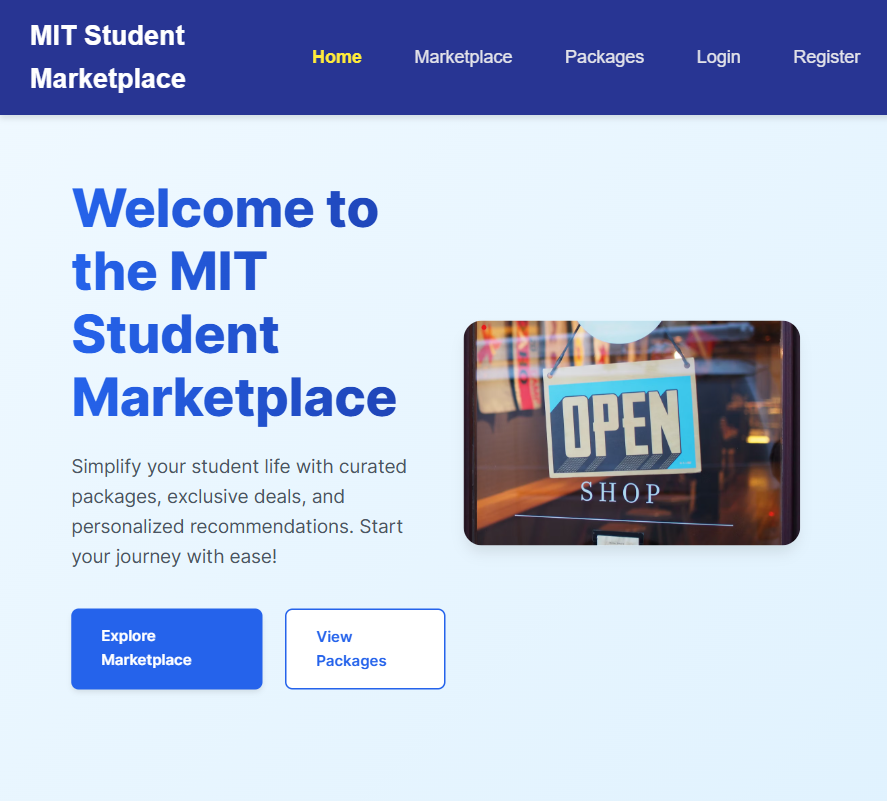 MIT Student
Marketplace
Home
Marketplace
Packages
Login
Register
Welcome to
the MIT
Student
Marketplace
Simplify your student life with curated
packages, exclusive deals, and
personalized recommendations. Start
your journey with ease!
Explore
Marketplace
View
Packages
OPEN
SHOP